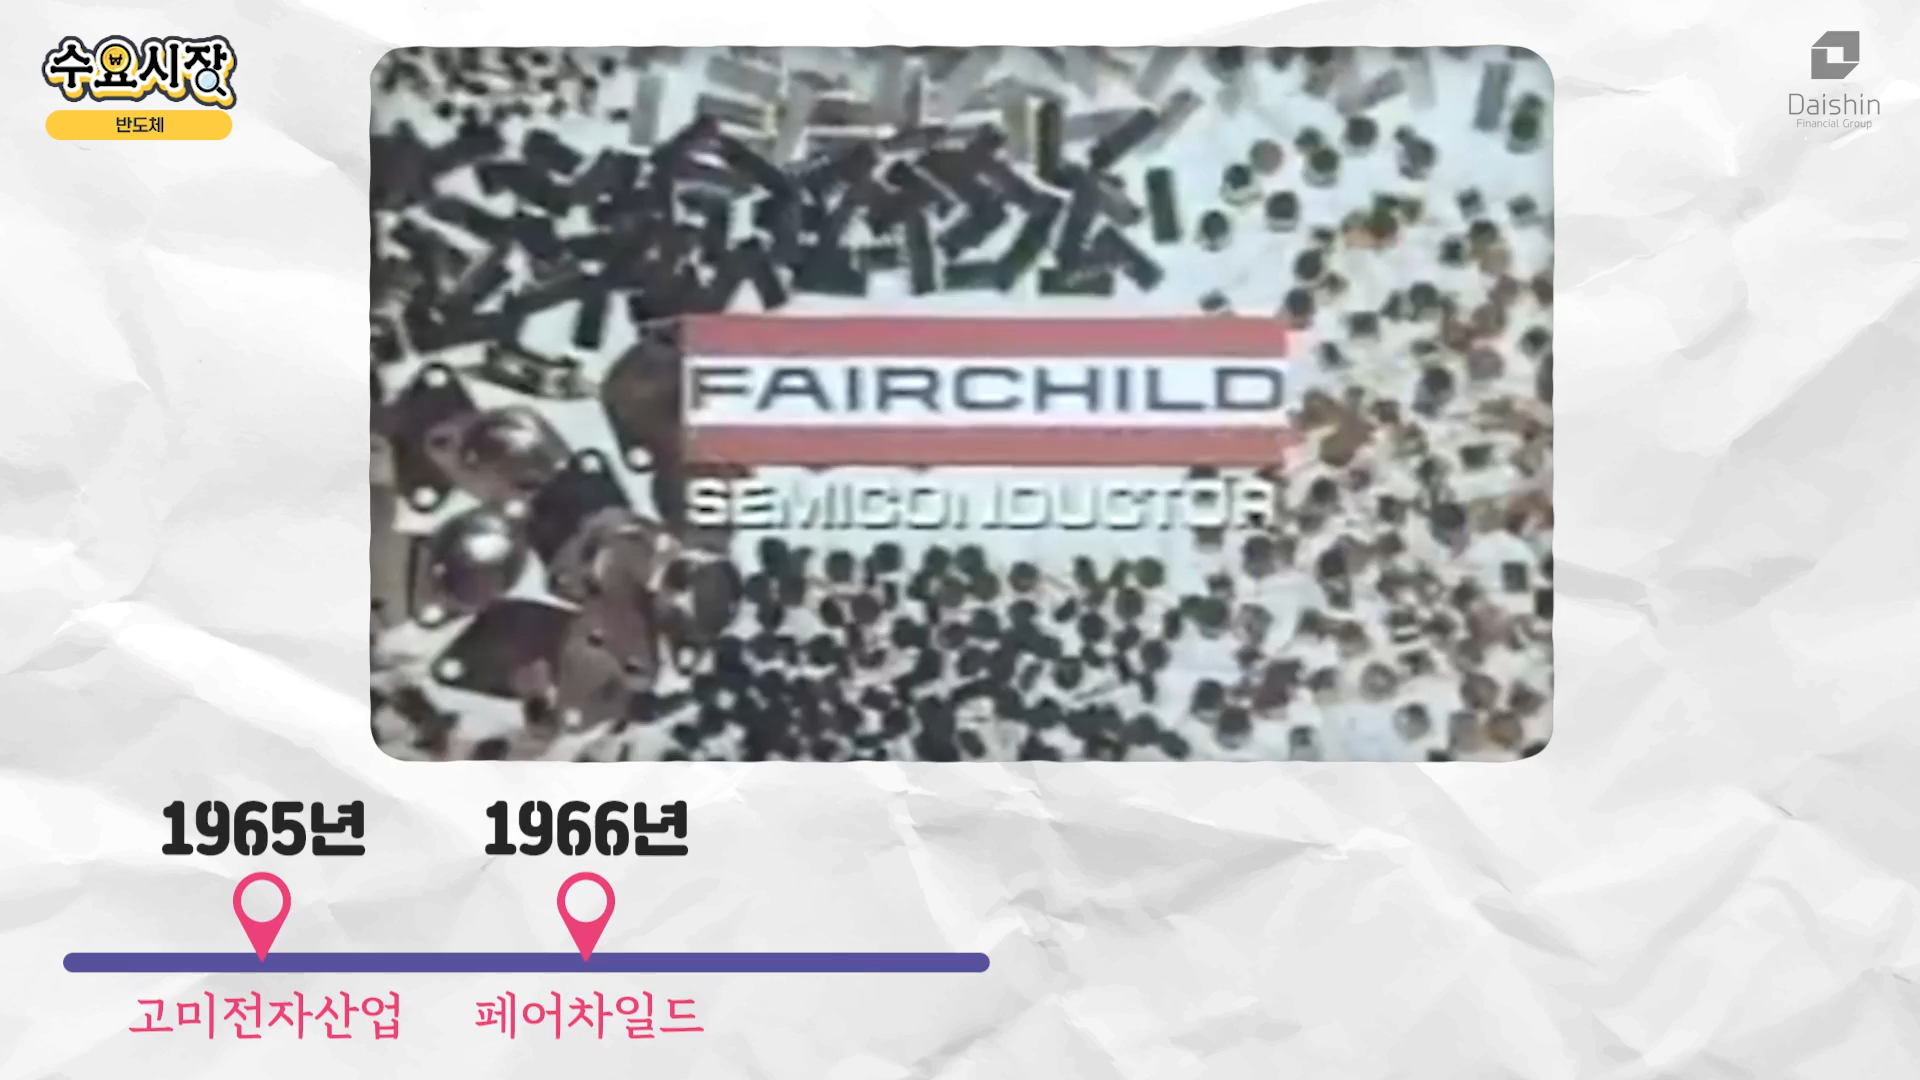 수요시장
반도체
Daishin
Financial Group
FAIRCHILD
SEMICONDUCTOR
1965년
1966년
고미전자산업
페어차일드